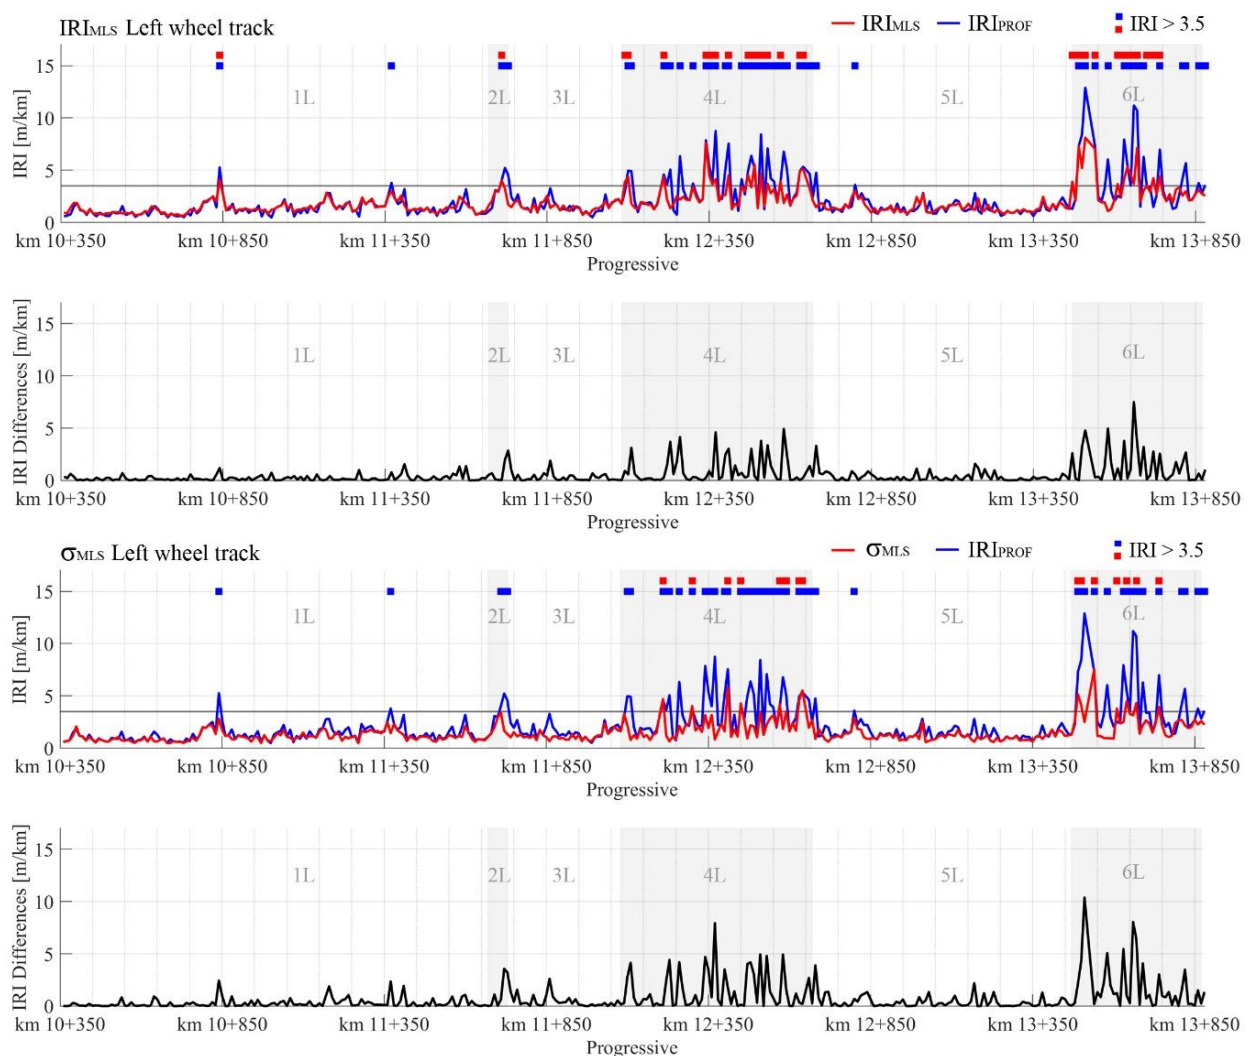 IRIMLS Left wheel track
IRIMLS IRIPROF IRI > 3.5
IRI [m/km]
15
10
5
0
1L 2L 3L 4L 5L 6L
km 10+350 km 10+850 km 11+350 km 11+850 km 12+350 km 12+850 km 13+350 km 13+850
Progressive
IRI Differences [m/km]
15
10
5
0
1L 2L 3L 4L 5L 6L
km 10+350 km 10+850 km 11+350 km 11+850 km 12+350 km 12+850 km 13+350 km 13+850
Progressive
σMLS Left wheel track
σMLS IRIPROF IRI > 3.5
IRI [m/km]
15
10
5
0
1L 2L 3L 4L 5L 6L
km 10+350 km 10+850 km 11+350 km 11+850 km 12+350 km 12+850 km 13+350 km 13+850
Progressive
IRI Differences [m/km]
15
10
5
0
1L 2L 3L 4L 5L 6L
km 10+350 km 10+850 km 11+350 km 11+850 km 12+350 km 12+850 km 13+350 km 13+850
Progressive